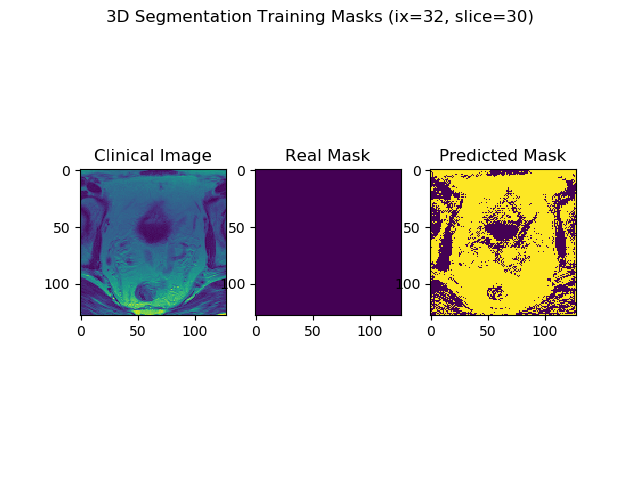 3D Segmentation Training Masks (ix=32, slice=30)
Clinical Image Real Mask Predicted Mask
0 0 0
50 50 50
100 100 100
0 50 100 0 50 100 0 50 100